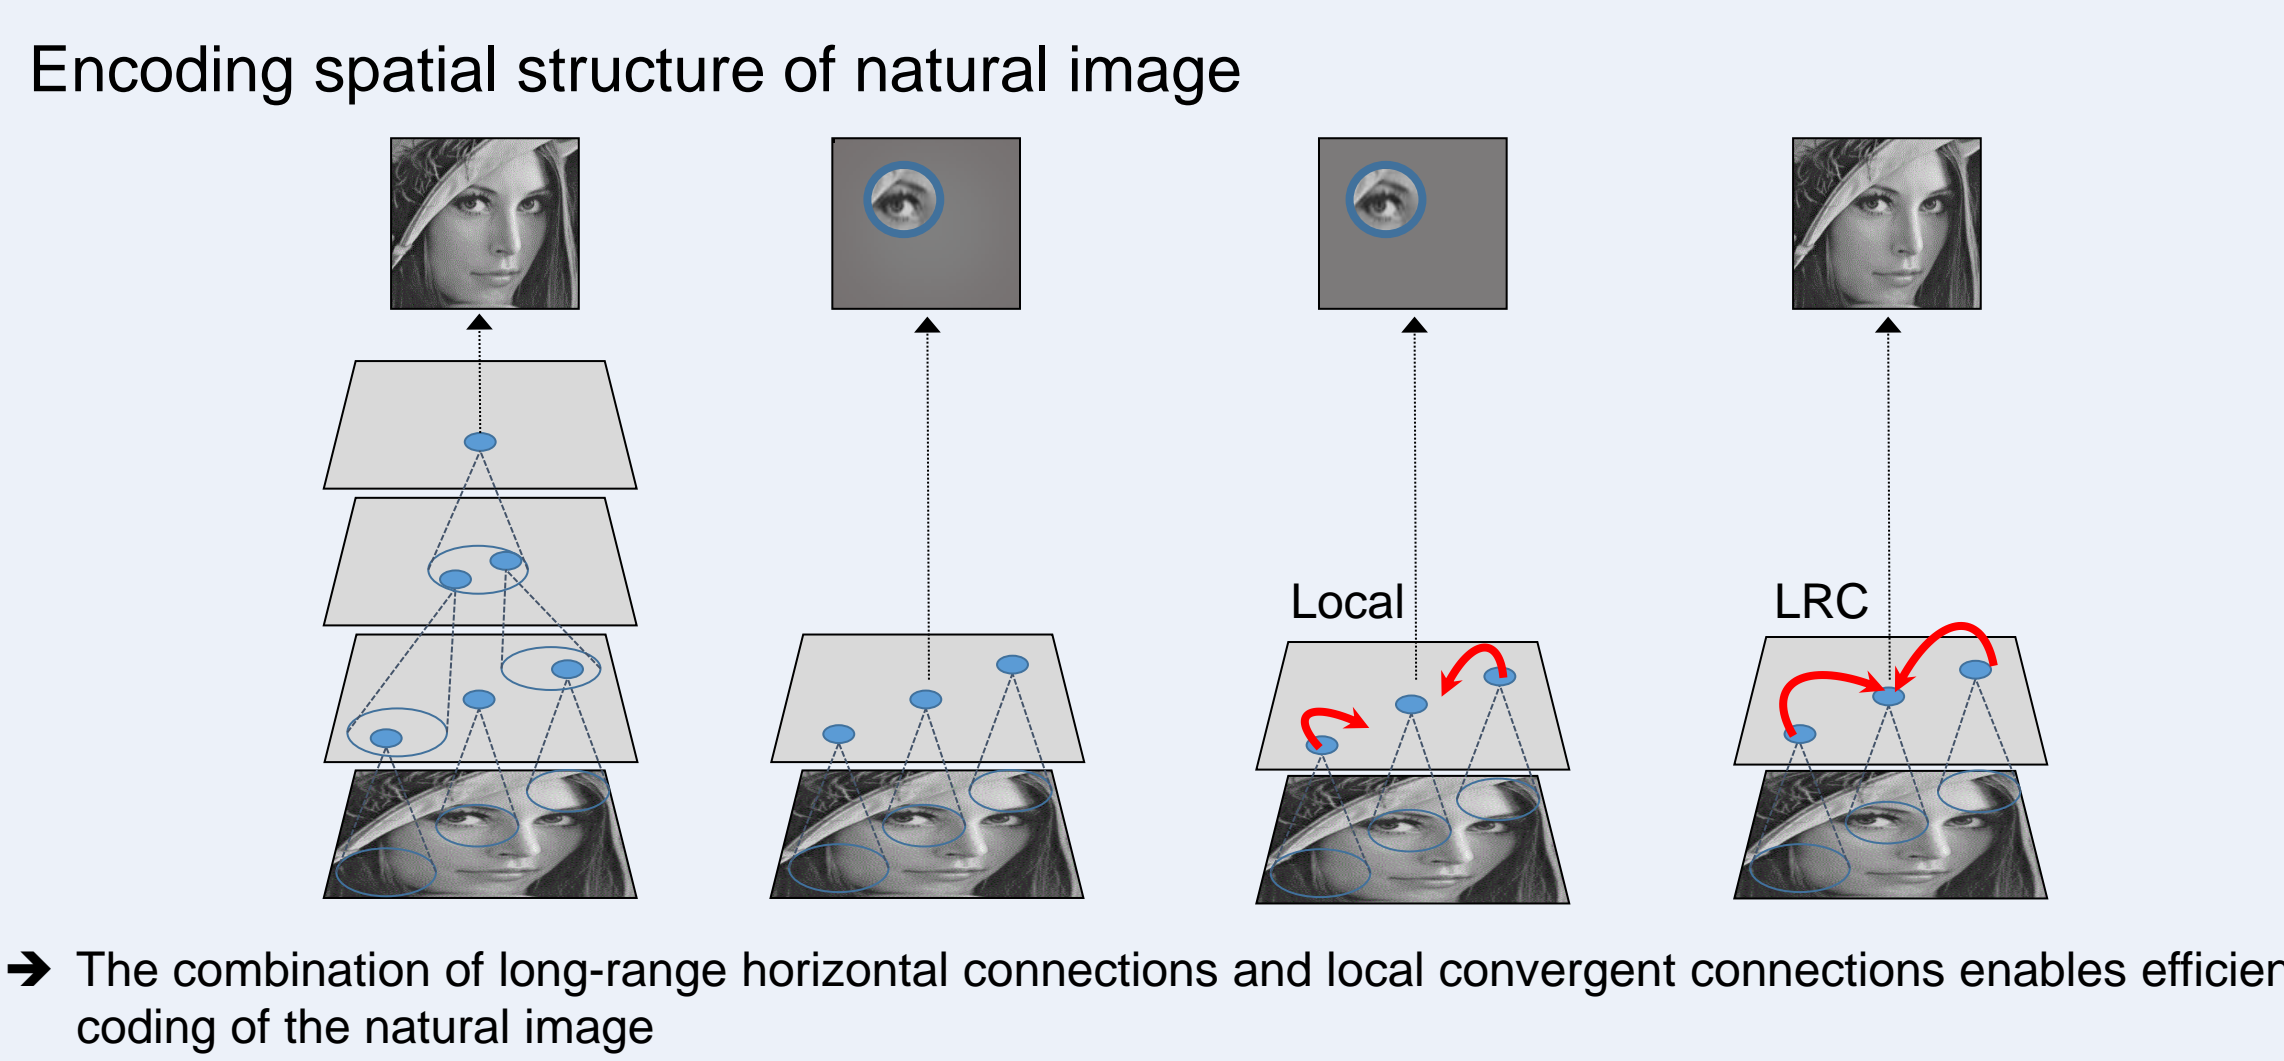 Encoding spatial structure of natural image
Local
LRC
➔ The combination of long-range horizontal connections and local convergent connections enables efficien
coding of the natural image